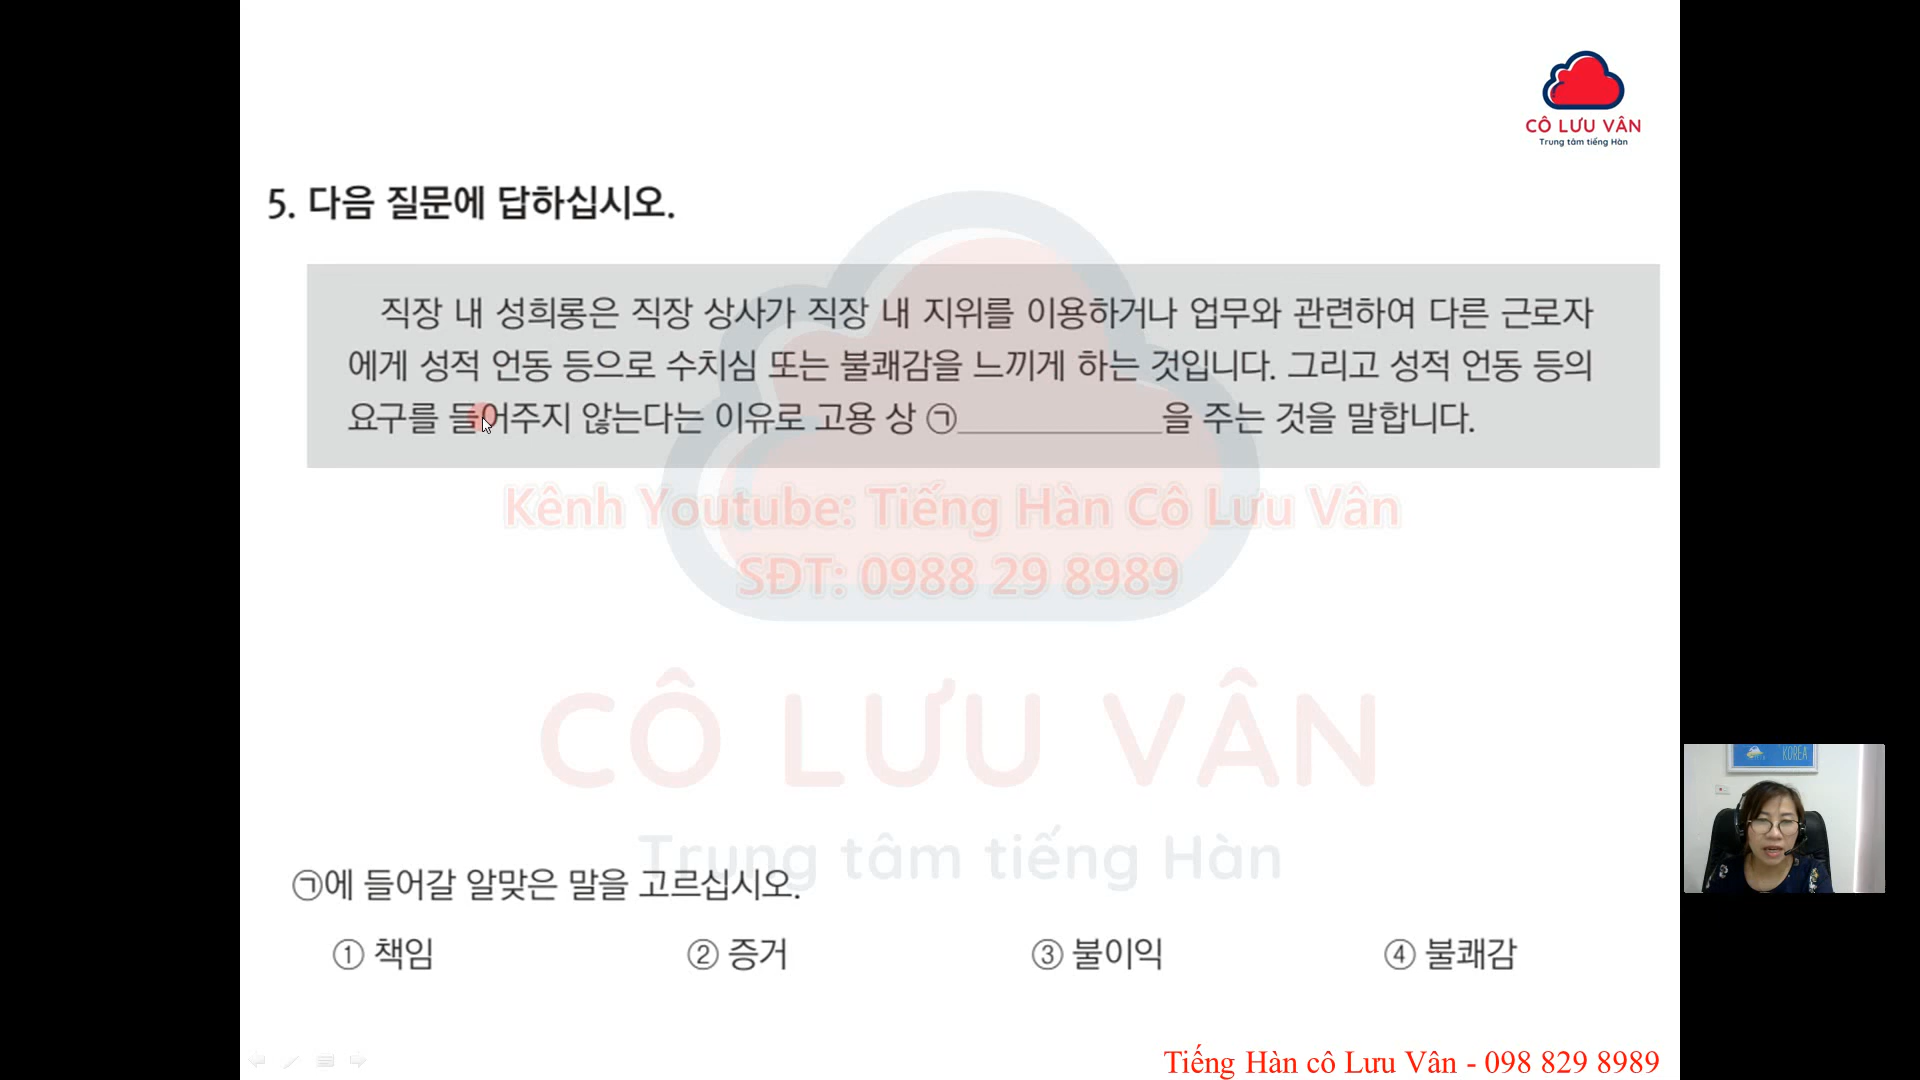 CÔ LƯU VÂN
Trung tâm tiếng Hàn
5. 다음 질문에 답하십시오.
직장 내 성희롱은 직장 상사가 직장 내 지위를 이용하거나 업무와 관련하여 다른 근로자
에게 성적 언동 등으로 수치심 또는 불쾌감을 느끼게 하는 것입니다. 그리고 성적 언동 등의
요구를 들어주지 않는다는 이유로 고용 상 ㉠____________을 주는 것을 말합니다.
Kênh Youtube: Tiếng Hàn Cô Lưu Vân
SĐT: 0988 29 8989
CÔ LƯU VÂN
Trung tâm tiếng Hàn
㉠에 들어갈 알맞은 말을 고르십시오.
① 책임 ② 증거 ③ 불이익 ④ 불쾌감
KOREA
Tiếng Hàn cô Lưu Vân - 098 829 8989